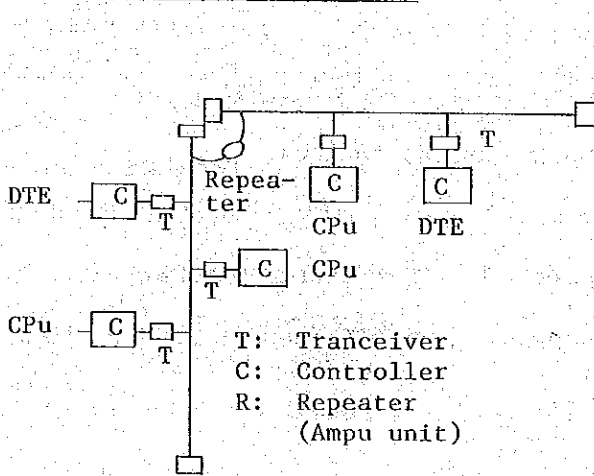 T
C
C
Repea-
ter
CPu
DTE
DTE
C
T
C
CPu
T
CPu
C
T
T: Tranceiver
C: Controller
R: Repeater
(Ampu unit)